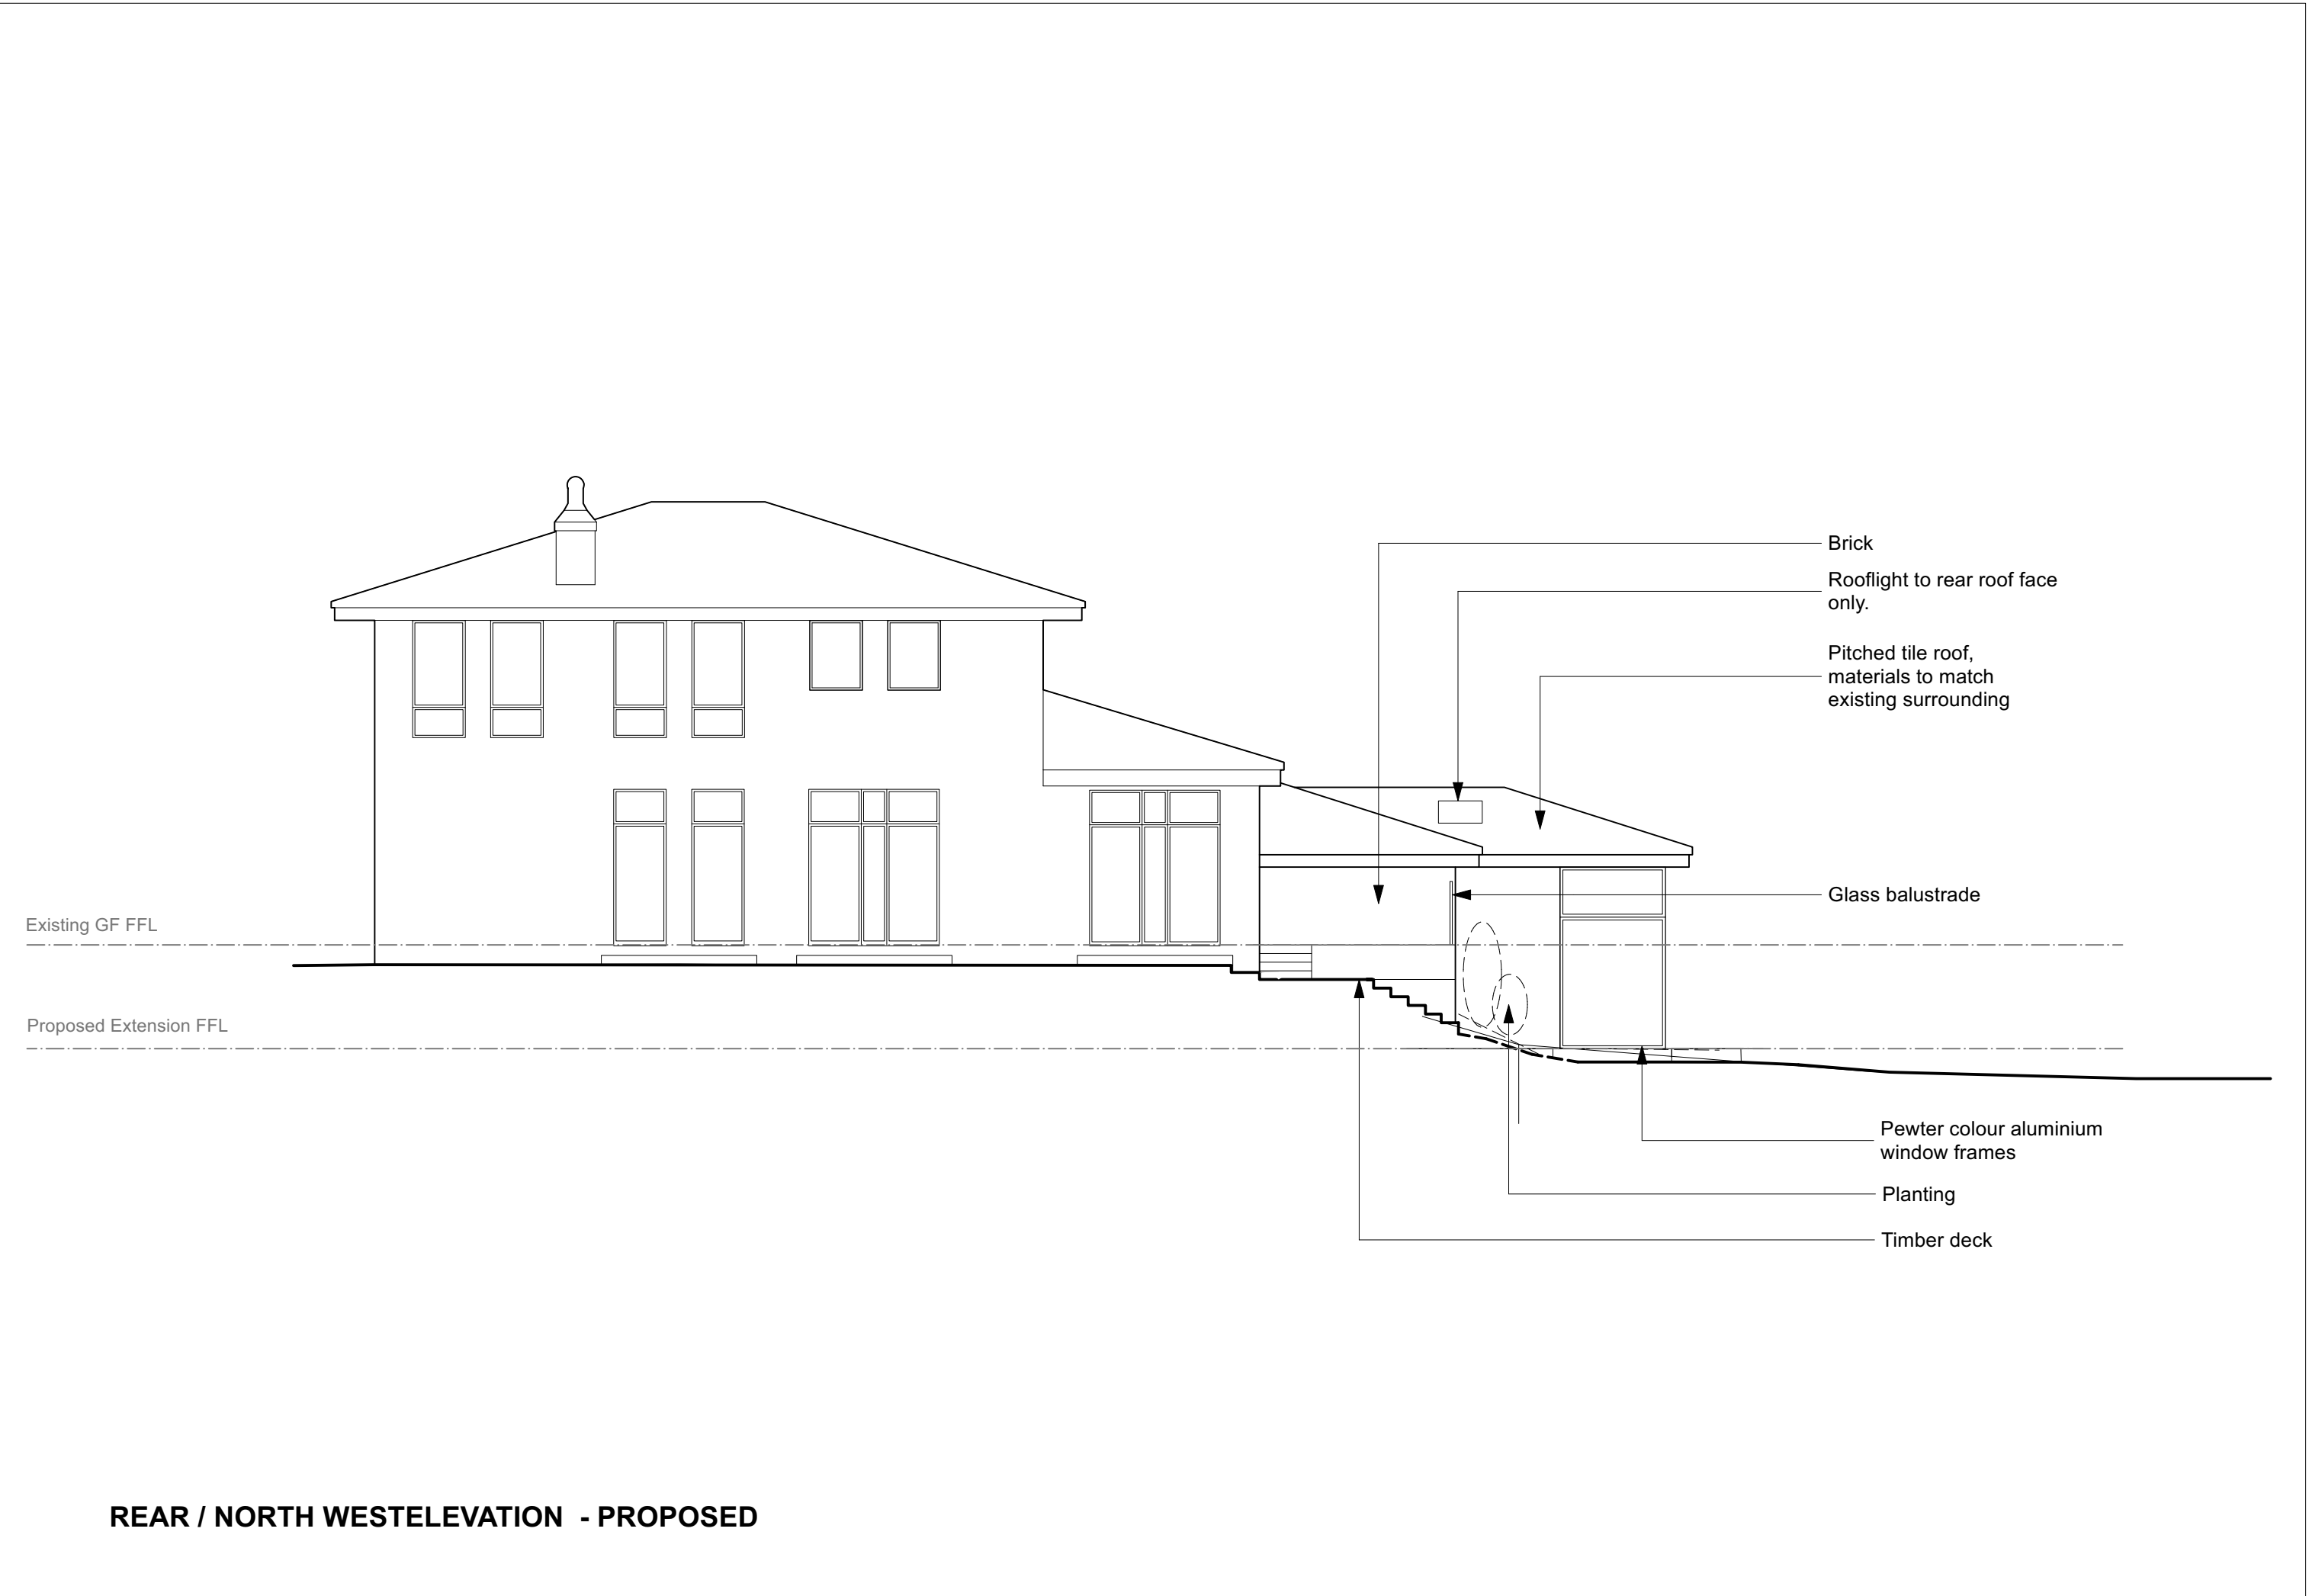 Brick
Rooflight to rear roof face
only.
Pitched tile roof,
materials to match
existing surrounding
Glass balustrade
Existing GF FFL
Proposed Extension FFL
Pewter colour aluminium
window frames
Planting
Timber deck
REAR / NORTH WESTELEVATION - PROPOSED